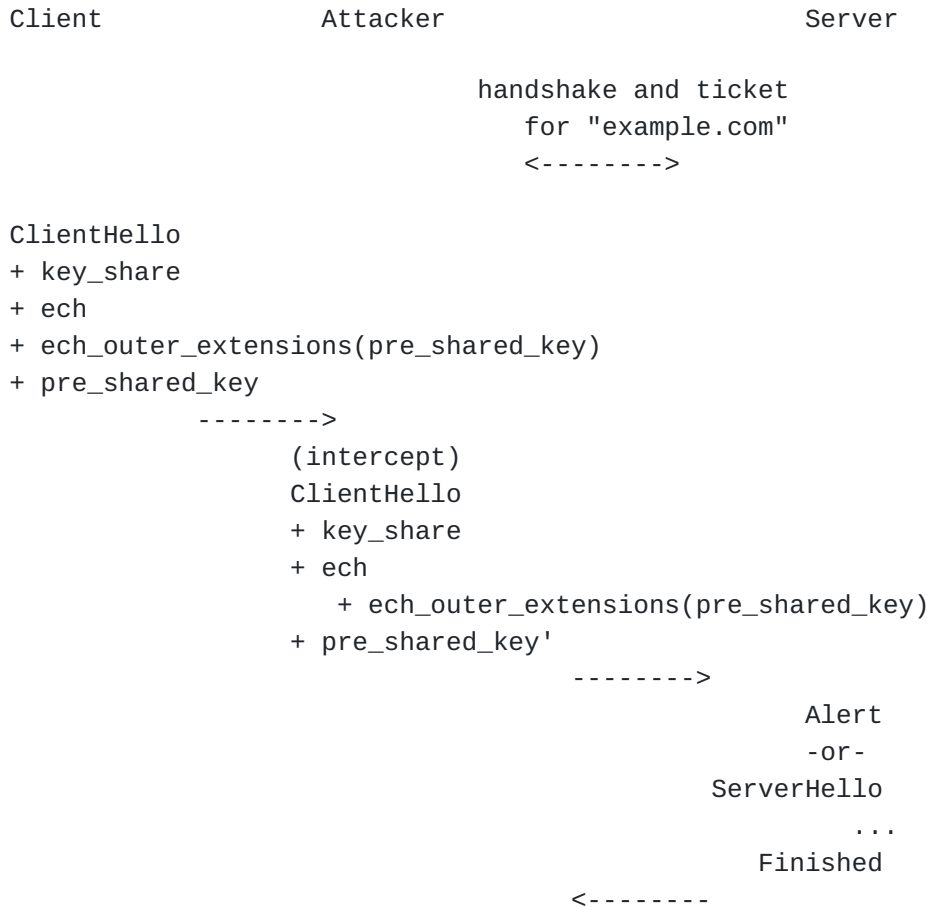 Client Attacker Server
handshake and ticket
for "example.com"
<-------->
ClientHello
+ key_share
+ ech
+ ech_outer_extensions(pre_shared_key)
+ pre_shared_key
-------->
(intercept)
ClientHello
+ key_share
+ ech
+ ech_outer_extensions(pre_shared_key)
+ pre_shared_key'
-------->
Alert
-or-
ServerHello
...
Finished
<--------